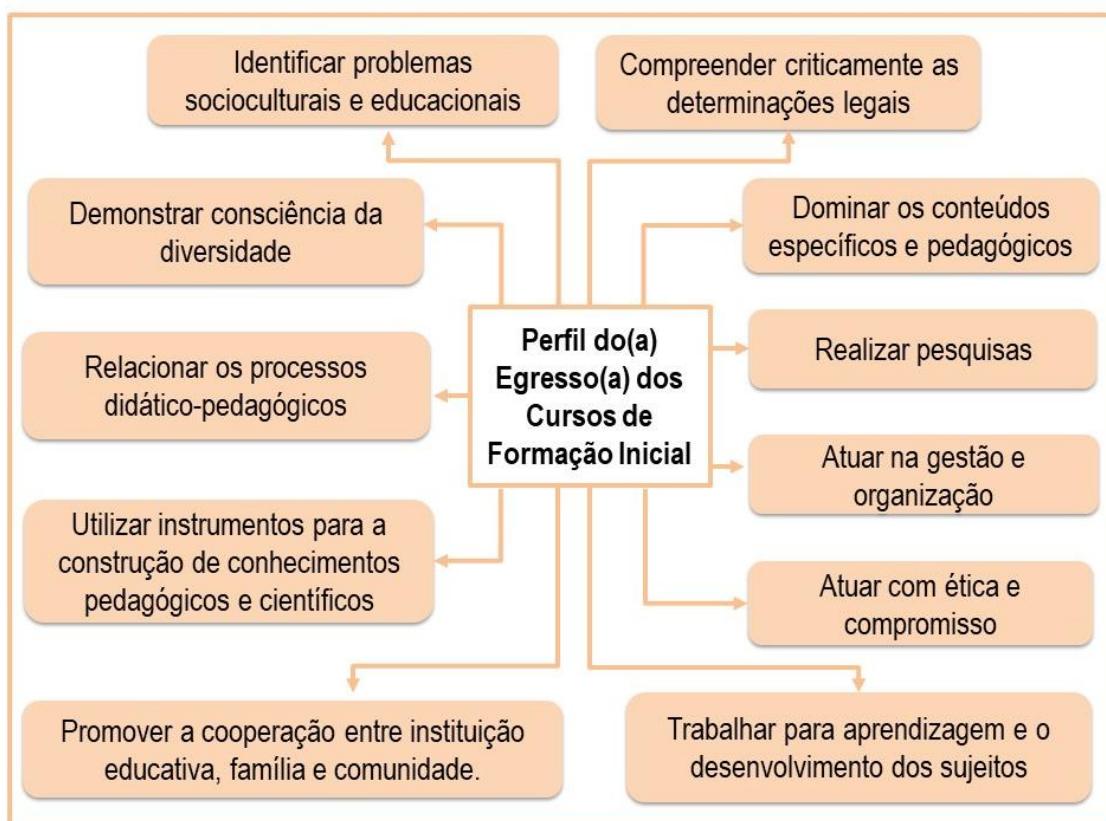 Identificar problemas
socioculturais e educacionais
Compreender criticamente as
determinações legais
Demonstrar consciência da
diversidade
Dominar os conteúdos
específicos e pedagógicos
Perfil do(a)
Egresso(a) dos
Cursos de
Formação Inicial
Relacionar os processos
didático-pedagógicos
Realizar pesquisas
Atuar na gestão e
organização
Utilizar instrumentos para a
construção de conhecimentos
pedagógicos e científicos
Atuar com ética e
compromisso
Promover a cooperação entre instituição
educativa, família e comunidade.
Trabalhar para aprendizagem e o
desenvolvimento dos sujeitos